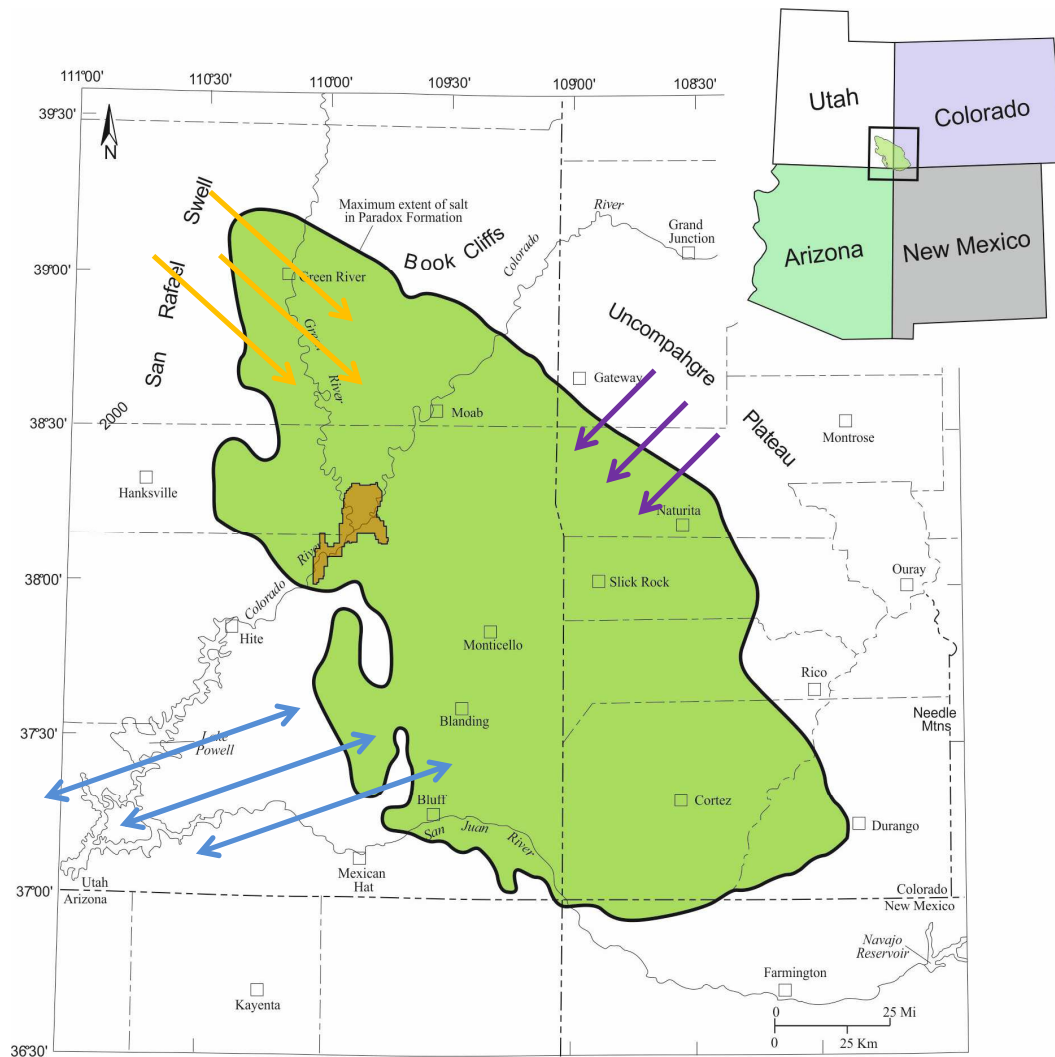 111°00'
110°30'
110°00'
109°30'
109°00'
108°30'
39°30'
39°00'
38°30'
38°00'
37°30'
37°00'
36°30'
N
Utah
Colorado
Arizona
New Mexico
San Rafael Swell
Maximum extent of salt
in Paradox Formation
Book Cliffs
Colorado
River
Grand
Junction
Green River
Green
River
Uncompahgre
Plateau
Gateway
Moab
2000
Montrose
Hanksville
Naturita
River
Colorado
Slick Rock
Ouray
Hite
Monticello
Rico
Blanding
Needle
Mtns
Lake
Powell
Bluff
Cortez
San Juan River
Durango
Mexican
Hat
Utah
Arizona
Colorado
New Mexico
Navajo
Reservoir
Farmington
Kayenta
0
25 Mi
0
25 Km